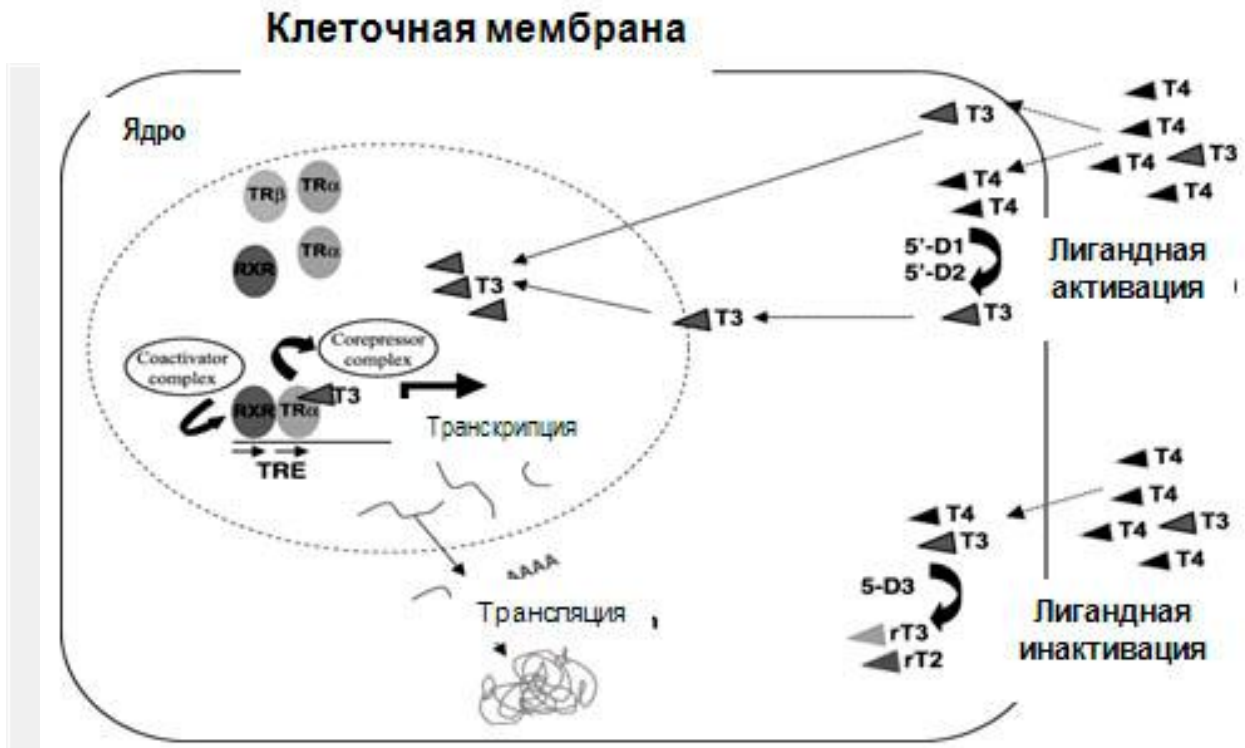 Клеточная мембрана
Ядро
TRβ
TRα
TRα
RXR
T3
Coactivator
complex
Corepressor
complex
RXR
TRα
T3
TRE
Транскрипция
AAAA
Трансляция
T3
T4
T4
5'-D1
5'-D2
T3
T3
T4
T4
T4
T3
T4
Лигандная
активация
T4
T3
5-D3
rT3
rT2
T4
T4
T4
T3
T4
Лигандная
инактивация